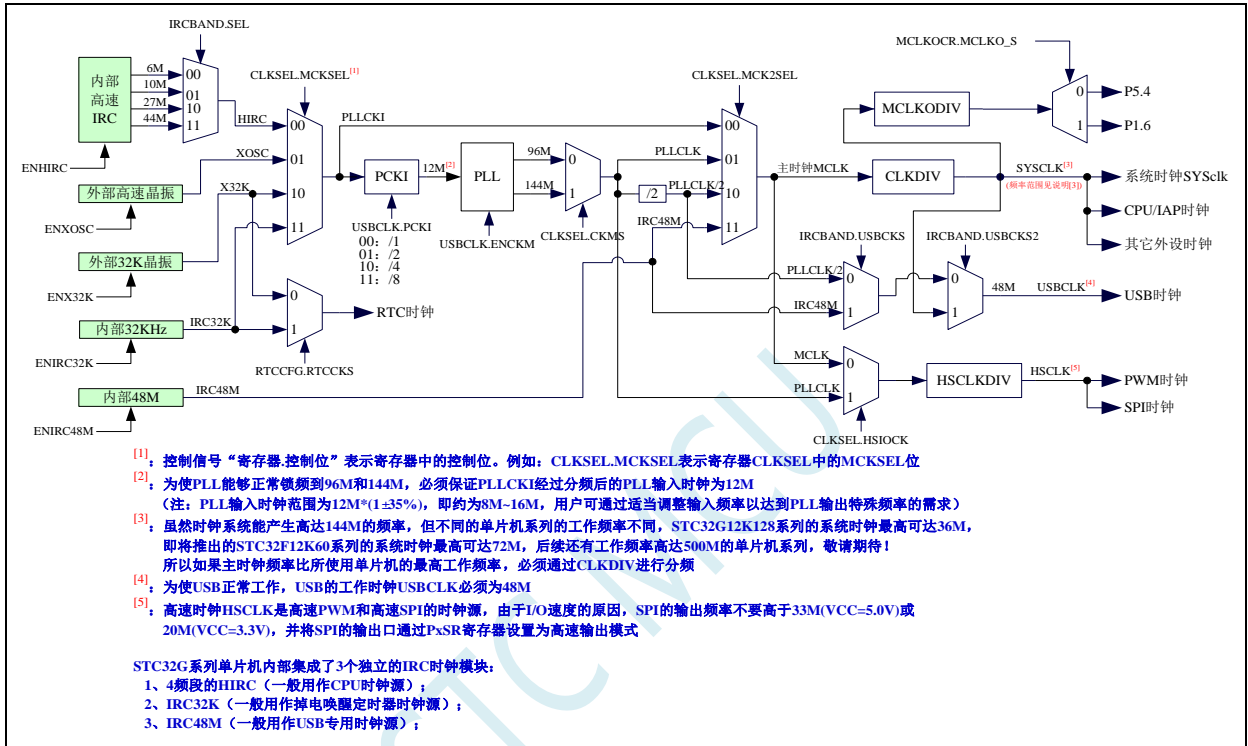 IRCBAND.SEL
MCLKOCR.MCLKO_S
CLKSEL.MCKSEL[1]
CLKSEL.MCK2SEL
内部
高速
IRC
6M
10M
27M
44M
00
01
10
11
HIRC
ENHIRC
XOSC
外部高速晶振
ENXOSC
X32K
外部32K晶振
ENX32K
内部32KHz
IRC32K
ENIRC32K
内部48M
IRC48M
ENIRC48M
00
01
10
11
PLLCKI
PCKI
12M[2]
USBCLK.PCKI
00：/1
01：/2
10：/4
11：/8
PLL
USBCLK.ENCKM
96M
144M
0
1
CLKSEL.CKMS
0
1
RTC时钟
RTCCFG.RTCCKS
PLLCLK
/2
PLLCLK/2
IRC48M
00
01
10
11
主时钟MCLK
CLKDIV
MCLKODIV
0
1
P5.4
P1.6
SYSCLK[3]
(频率范围见说明[3])
系统时钟SYSclk
CPU/IAP时钟
其它外设时钟
IRCBAND.USBCKS
IRCBAND.USBCKS2
PLLCLK/2
IRC48M
0
1
0
1
48M
USBCLK[4]
USB时钟
MCLK
PLLCLK
0
1
CLKSEL.HSIOCK
HSCLKDIV
HSCLK[5]
PWM时钟
SPI时钟
[1]：控制信号“寄存器.控制位”表示寄存器中的控制位。例如：CLKSEL.MCKSEL表示寄存器CLKSEL中的MCKSEL位
[2]：为使PLL能够正常锁频到96M和144M，必须保证PLLCKI经过分频后的PLL输入时钟为12M
（注：PLL输入时钟范围为12M*(1±35%)，即约为8M~16M，用户可通过适当调整输入频率以达到PLL输出特殊频率的需求）
[3]：虽然时钟系统能产生高达144M的频率，但不同的单片机系列的工作频率不同，STC32G12K128系列的系统时钟最高可达36M，
即将推出的STC32F12K60系列的系统时钟最高可达72M，后续还有工作频率高达500M的单片机系列，敬请期待！
所以如果主时钟频率比所使用单片机的最高工作频率，必须通过CLKDIV进行分频
[4]：为使USB正常工作，USB的工作时钟USBCLK必须为48M
[5]：高速时钟HSCLK是高速PWM和高速SPI的时钟源，由于I/O速度的原因，SPI的输出频率不要高于33M(VCC=5.0V)或
20M(VCC=3.3V)，并将SPI的输出口通过PxSR寄存器设置为高速输出模式
STC32G系列单片机内部集成了3个独立的IRC时钟模块：
1、4频段的HIRC（一般用作CPU时钟源）；
2、IRC32K（一般用作掉电唤醒定时器时钟源）；
3、IRC48M（一般用作USB专用时钟源）；
STC MCU